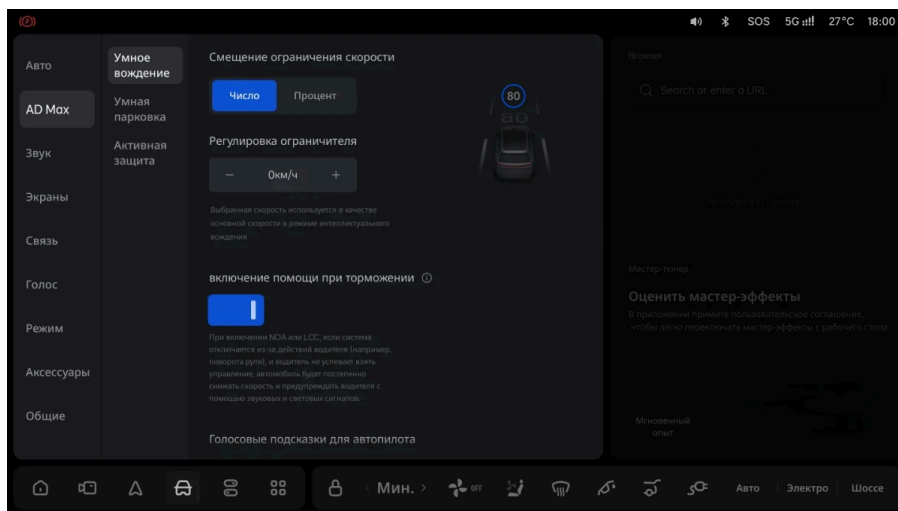 (P)
SOS 5G 27°C 18:00
Авто
AD Max
Звук
Экраны
Связь
Голос
Режим
Аксессуары
Общие
Умное
вождение
Умная
парковка
Активная
защита
Смещение ограничения скорости
Число Процент
80
80
Регулировка ограничителя
− 0км/ч +
Выбранная скорость используется в качестве
основной скорости в режиме интеллектуального
вождения
включение помощи при торможении
При включении NOA или LCC, если система
отключается из-за действий водителя (например,
поворота руля), и водитель не успевает взять
управление, автомобиль будет постепенно
снижать скорость и предупреждать водителя с
помощью звуковых и световых сигналов.
Голосовые подсказки для автопилота
Browser
Search or enter a URL
Мастер-тюнер
Оценить мастер-эффекты
В приложении примите пользовательское соглашение,
чтобы легко переключать мастер-эффекты с рабочего стола.
Мгновенный
опыт
< Мин. > OFF Авто Электро Шоссе